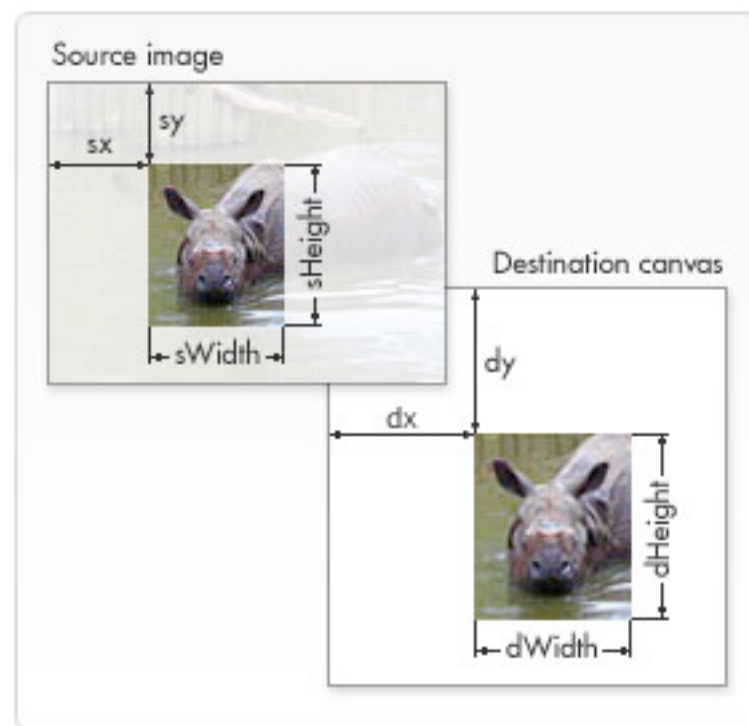 Source image
sy
sx
sHeight
sWidth
Destination canvas
dy
dx
dHeight
dWidth